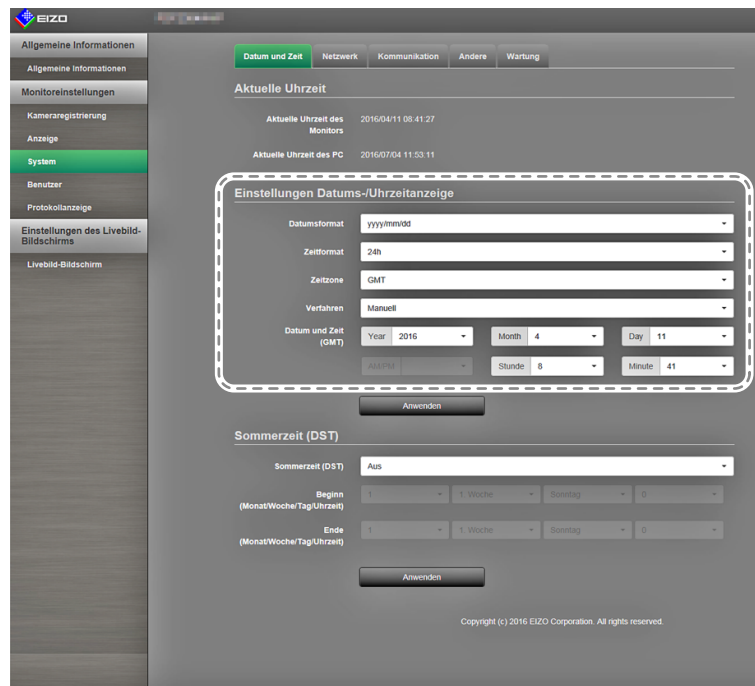 EIZO
Allgemeine Informationen
Allgemeine Informationen
Monitoreinstellungen
Kameraregistrierung
Anzeige
System
Benutzer
Protokollanzeige
Einstellungen des Livebild-
Bildschirms
Livebild-Bildschirm
Datum und Zeit Netzwerk Kommunikation Andere Wartung
Aktuelle Uhrzeit
Aktuelle Uhrzeit des
Monitors
2016/04/11 08:41:27
Aktuelle Uhrzeit des PC 2016/07/04 11:53:11
Einstellungen Datums-/Uhrzeitanzeige
Datumsformat yyyy/mm/dd
Zeitformat 24h
Zeitzone GMT
Verfahren Manuell
Datum und Zeit
(GMT)
Year 2016 Month 4 Day 11
AM/PM Stunde 8 Minute 41
Anwenden
Sommerzeit (DST)
Sommerzeit (DST) Aus
Beginn
(Monat/Woche/Tag/Uhrzeit)
1 1. Woche Sonntag 0
Ende
(Monat/Woche/Tag/Uhrzeit)
1 1. Woche Sonntag 0
Anwenden
Copyright (c) 2016 EIZO Corporation. All rights reserved.